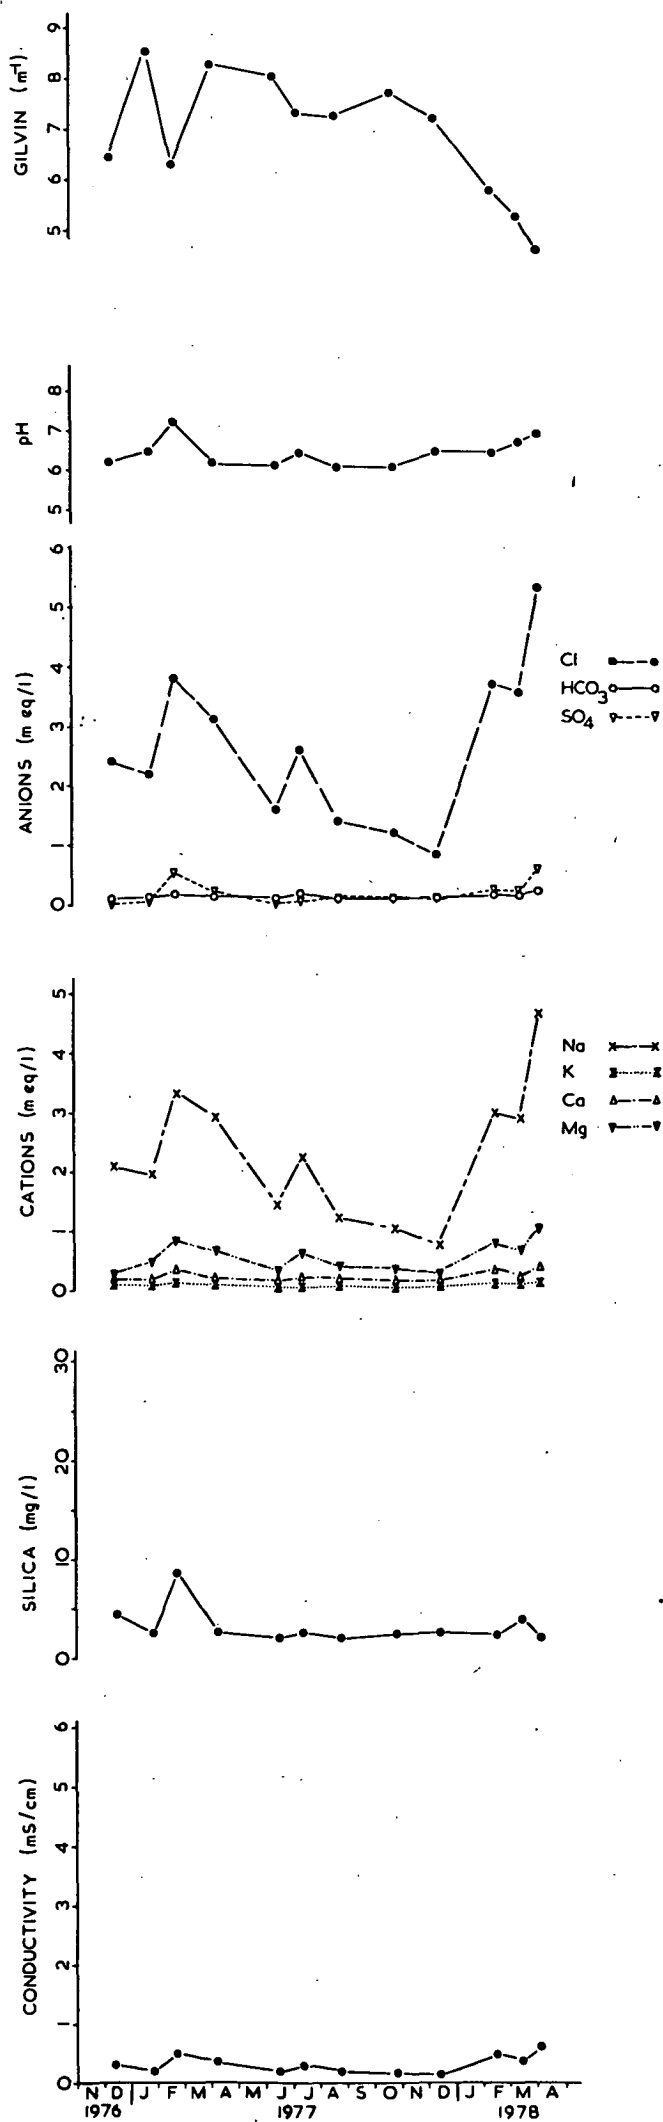 GILVIN (m⁻¹)
9
8
7
6
5
pH
8
7
6
5
ANIONS (m eq/l)
6
5
4
3
2
1
0
Cl
HCO₃
SO₄
CATIONS (m eq/l)
5
4
3
2
1
0
Na
K
Ca
Mg
SILICA (mg/l)
30
20
10
0
CONDUCTIVITY (mS/cm)
6
5
4
3
2
1
0
N D J F M A M J J A S O N D J F M A
1976 1977 1978